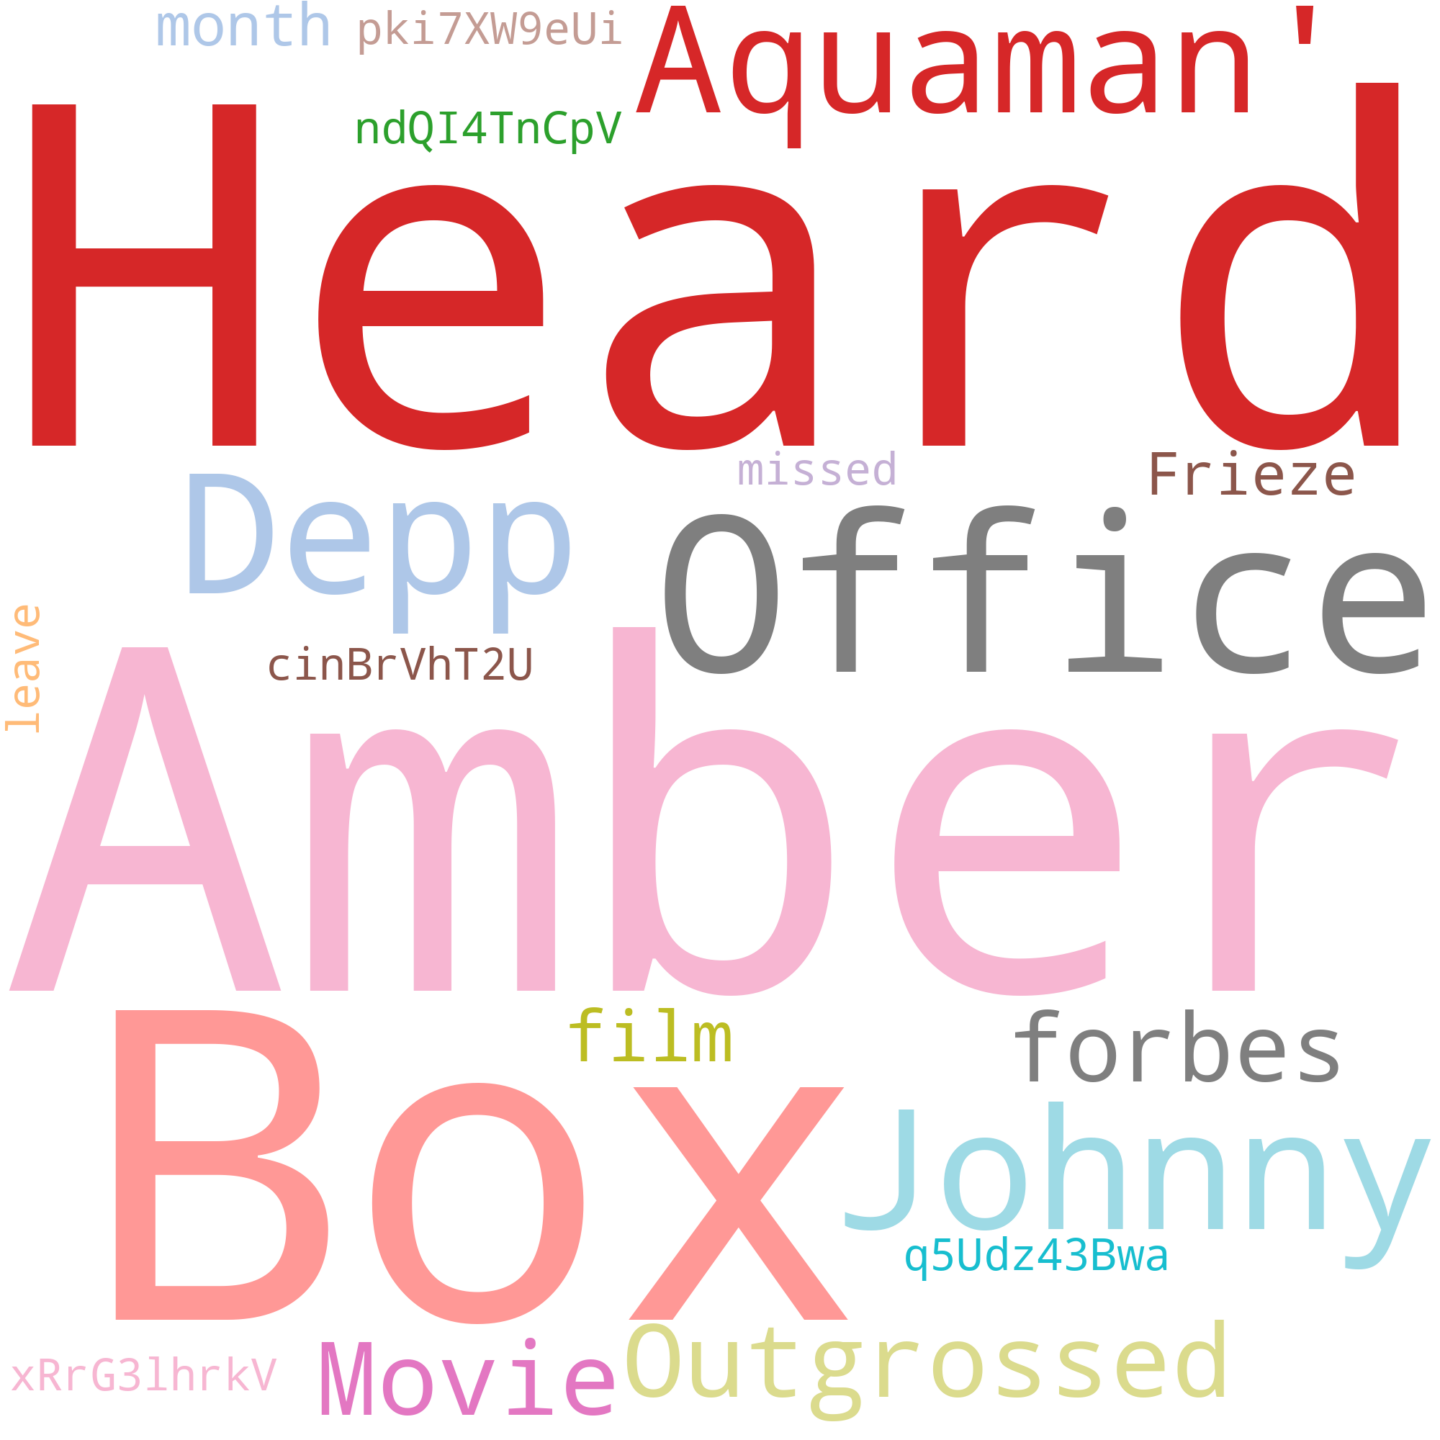 month
pki7XW9eUi
Aquaman'
ndQI4TnCpV
Heard
missed
Frieze
Depp
Office
leave
cinBrVhT2U
Amber
film
forbes
Box
Johnny
q5Udz43Bwa
xRrG3lhrkV
Movie
Outgrossed